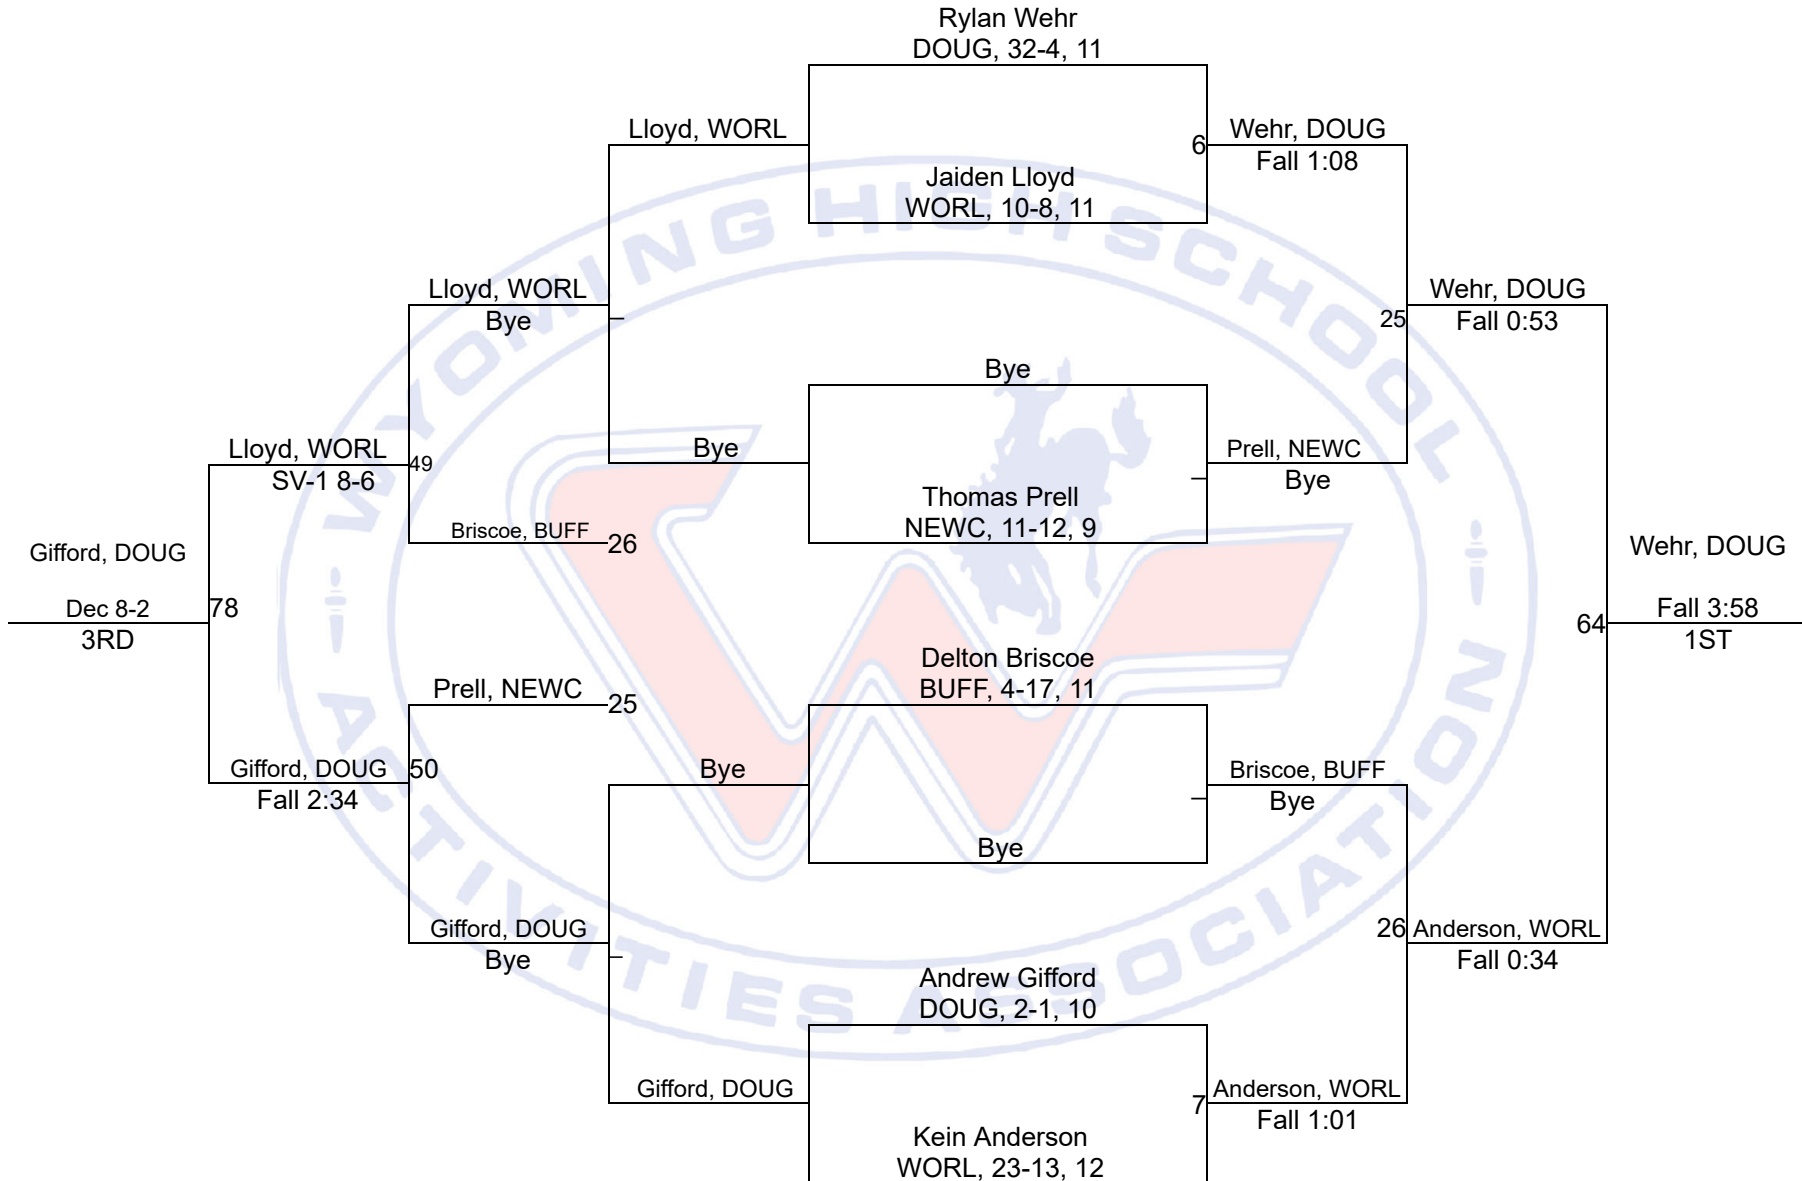 Rylan Wehr
DOUG, 32-4, 11
Lloyd, WORL
6
Wehr, DOUG
Fall 1:08
Jaiden Lloyd
WORL, 10-8, 11
Lloyd, WORL
Bye
Wehr, DOUG
25
Fall 0:53
Bye
Lloyd, WORL
49
SV-1 8-6
Bye
Prell, NEWC
Bye
Thomas Prell
NEWC, 11-12, 9
Briscoe, BUFF
26
Gifford, DOUG
Wehr, DOUG
Dec 8-2
78
3RD
64
Fall 3:58
1ST
Delton Briscoe
BUFF, 4-17, 11
Prell, NEWC
25
Gifford, DOUG
50
Fall 2:34
Bye
Briscoe, BUFF
Bye
Bye
Gifford, DOUG
Bye
26
Anderson, WORL
Fall 0:34
Andrew Gifford
DOUG, 2-1, 10
Gifford, DOUG
7
Anderson, WORL
Fall 1:01
Kein Anderson
WORL, 23-13, 12
WYOMING HIGH SCHOOL
ACTIVITIES ASSOCIATION